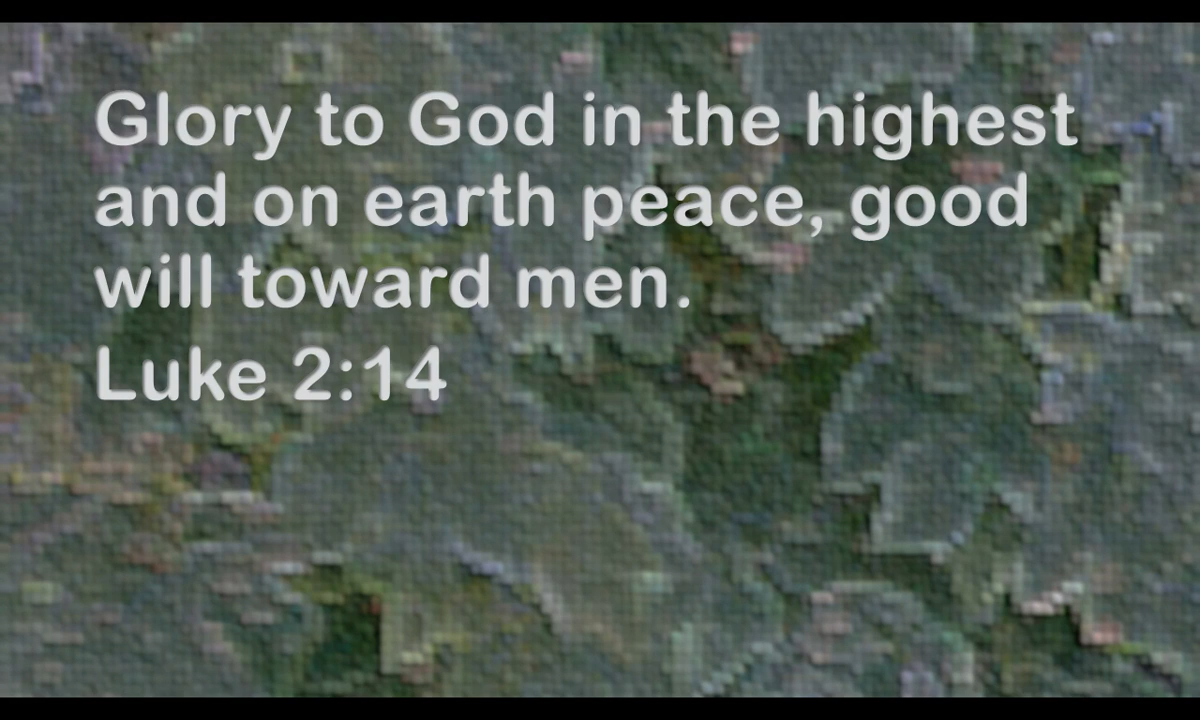 Glory to God in the highest
and on earth peace, good
will toward men.
Luke 2:14